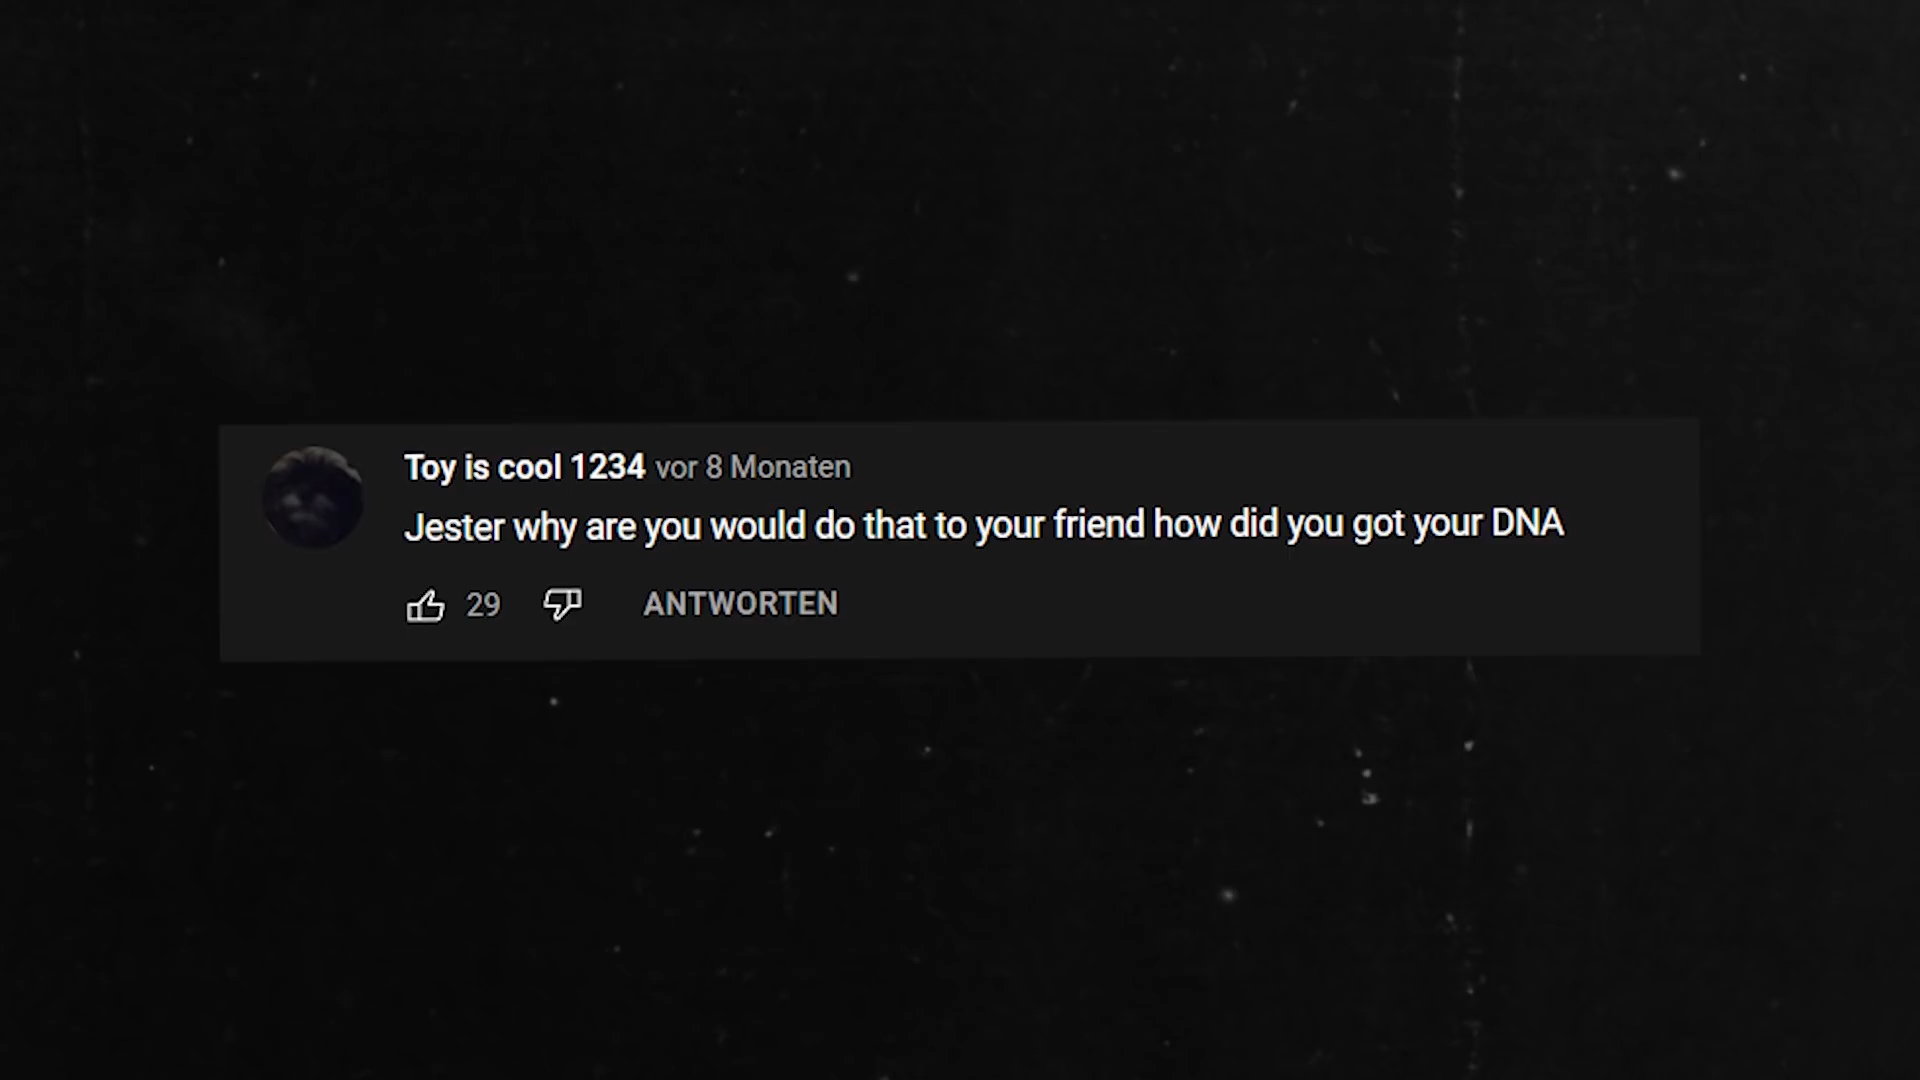 Toy is cool 1234 vor 8 Monaten
Jester why are you would do that to your friend how did you got your DNA
29 ANTWORTEN